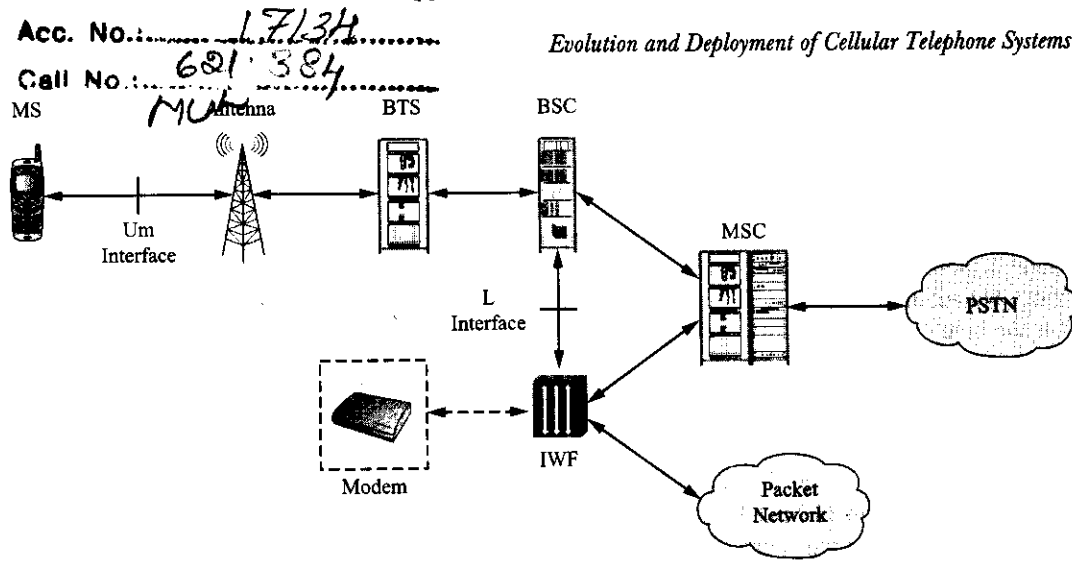 Acc. No.: 17134
Evolution and Deployment of Cellular Telephone Systems
Call No.: 621.384
MUL
MS
Antenna
BTS
BSC
Um
Interface
MSC
L
Interface
PSTN
IWF
Modem
Packet
Network